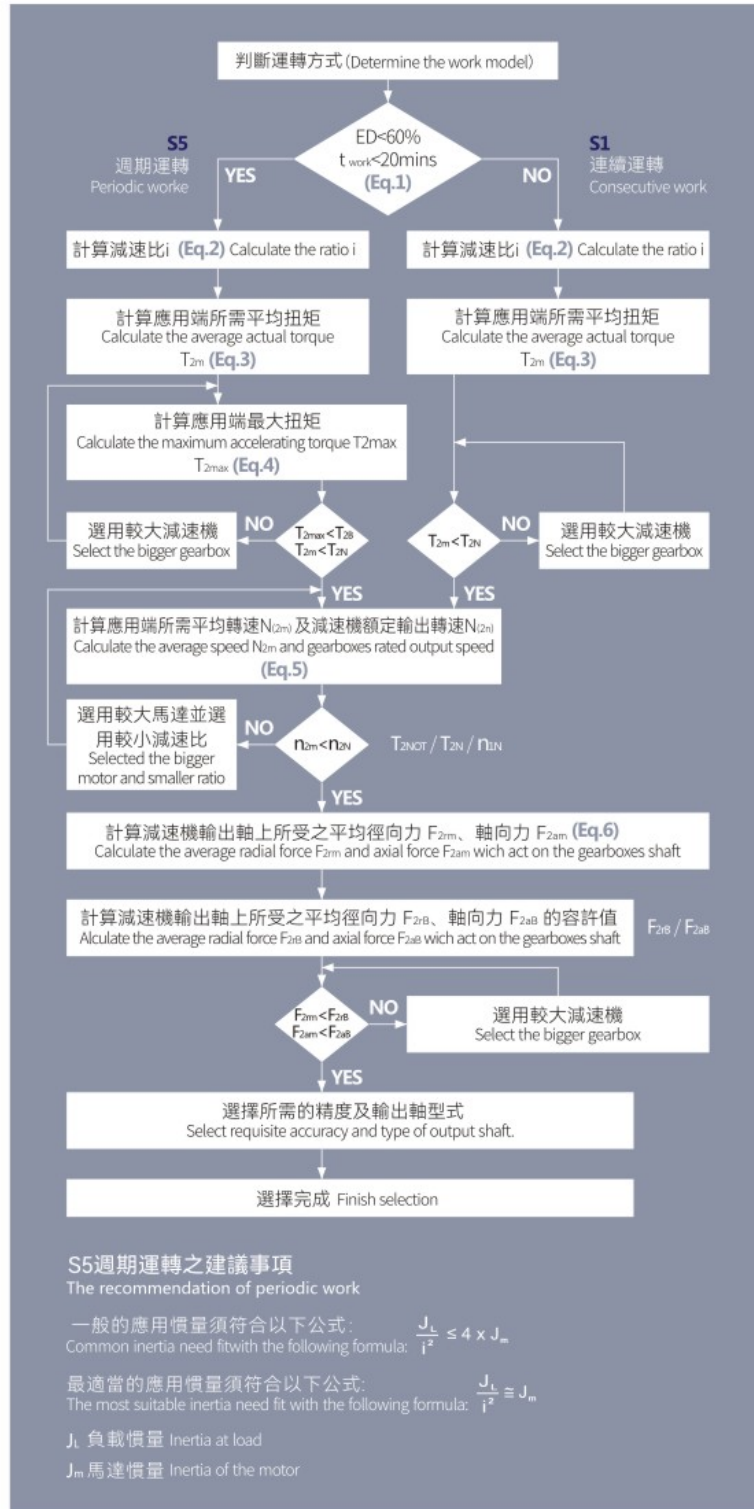 判斷運轉方式(Determine the work model)
ED<60%
t work<20mins
(Eq.1)
S5
週期運轉
Periodic worke
YES
S1
連續運轉
Consecutive work
NO
計算減速比i (Eq.2) Calculate the ratio i
計算減速比i (Eq.2) Calculate the ratio i
計算應用端所需平均扭矩
Calculate the average actual torque
T2m (Eq.3)
計算應用端所需平均扭矩
Calculate the average actual torque
T2m (Eq.3)
計算應用端最大扭矩
Calculate the maximum accelerating torque T2max
T2max (Eq.4)
選用較大減速機
Select the bigger gearbox
NO
T2max<T2B
T2m<T2N
YES
T2m<T2N
NO
選用較大減速機
Select the bigger gearbox
YES
計算應用端所需平均轉速N(2m) 及減速機額定輸出轉速N(2n)
Calculate the average speed N2m and gearboxes rated output speed
(Eq.5)
選用較大馬達並選
用較小減速比
Selected the bigger
motor and smaller ratio
NO
n2m<n2N
T2NOT / T2N / n1N
YES
計算減速機輸出軸上所受之平均徑向力 F2rm、軸向力 F2am (Eq.6)
Calculate the average radial force F2rm and axial force F2am wich act on the gearboxes shaft
計算減速機輸出軸上所受之平均徑向力 F2rB、軸向力 F2aB 的容許值
Alculate the average radial force F2rB and axial force F2aB wich act on the gearboxes shaft
F2rB / F2aB
F2rm<F2rB
F2am<F2aB
NO
選用較大減速機
Select the bigger gearbox
YES
選擇所需的精度及輸出軸型式
Select requisite accuracy and type of output shaft.
選擇完成 Finish selection
S5週期運轉之建議事項
The recommendation of periodic work
一般的應用慣量須符合以下公式:
Common inertia need fitwith the following formula: JL/i² ≤ 4 x Jm
最適當的應用慣量須符合以下公式:
The most suitable inertia need fit with the following formula: JL/i² ≅ Jm
JL 負載慣量 Inertia at load
Jm 馬達慣量 Inertia of the motor